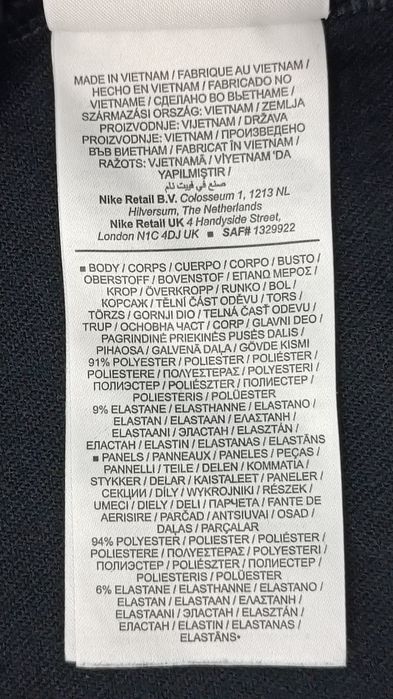 MADE IN VIETNAM / FABRIQUE AU VIETNAM /
HECHO EN VIETNAM / FABRICADO NO
VIETNAME / СДЕЛАНО ВО ВЬЕТНАМЕ /
SZÁRMAZÁSI ORSZÁG: VIETNAM / ZEMLJA
PROIZVODNJE: VIJETNAM / DRŽAVA
PROIZVODNJE: VIETNAM / ПРОИЗВЕДЕНО
ВЪВ ВИЕТНАМ / FABRICAT ÎN VIETNAM /
RAŽOTS: VJETNAMĀ / VİYETNAM 'DA
YAPILMIŞTIR /
صنع في فييت نام
Nike Retail B.V. Colosseum 1, 1213 NL
Hilversum, The Netherlands
Nike Retail UK 4 Handyside Street,
London N1C 4DJ UK ■ SAF# 1329922
■ BODY / CORPS / CUERPO / CORPO / BUSTO /
OBERSTOFF / BOVENSTOF / ΕΠΑΝΩ ΜΕΡΟΣ /
KROP / ÖVERKROPP / RUNKO / BOL /
КОРСАЖ / TĚLNÍ ČÁST ODĚVU / TORS /
TÖRZS / GORNJI DIO / TELNÁ ČASŤ ODEVU /
TRUP / ОСНОВНА ЧАСТ / CORP / GLAVNI DEO /
PAGRINDINĖ PRIEKINĖS PUSĖS DALIS /
PIHAOSA / GALVENĀ DAĻA / GÖVDE KISMI
91% POLYESTER / POLIESTER / POLIÉSTER /
POLIESTERE / ΠΟΛΥΕΣΤΕΡΑΣ / POLYESTERI /
ПОЛИЭСТЕР / POLIÉSZTER / ПОЛИЕСТЕР /
POLIESTERIS / POLÜESTER
9% ELASTANE / ELASTHANNE / ELASTANO /
ELASTAN / ELASTAAN / ΕΛΑΣΤΑΝΗ /
ELASTAANI / ЭЛАСТАН / ELASZTÁN /
ЕЛАСТАН / ELASTIN / ELASTANAS / ELASTĀNS
■ PANELS / PANNEAUX / PANELES / PEÇAS /
PANNELLI / TEILE / DELEN / ΚΟΜΜΑΤΙΑ /
STYKKER / DELAR / KAISTALEET / PANELER /
СЕКЦИИ / DÍLY / WYKROJNIKI / RÉSZEK /
UMECI / DIELY / DELI / ПАРЧЕТА / FANTE DE
AERISIRE / PARČAD / ANTSIUVAI / OSAD /
DAĻAS / PARÇALAR
94% POLYESTER / POLIESTER / POLIÉSTER /
POLIESTERE / ΠΟΛΥΕΣΤΕΡΑΣ / POLYESTERI /
ПОЛИЭСТЕР / POLIÉSZTER / ПОЛИЕСТЕР /
POLIESTERIS / POLÜESTER
6% ELASTANE / ELASTHANNE / ELASTANO /
ELASTAN / ELASTAAN / ΕΛΑΣΤΑΝΗ /
ELASTAANI / ЭЛАСТАН / ELASZTÁN /
ЕЛАСТАН / ELASTIN / ELASTANAS /
ELASTĀNS•